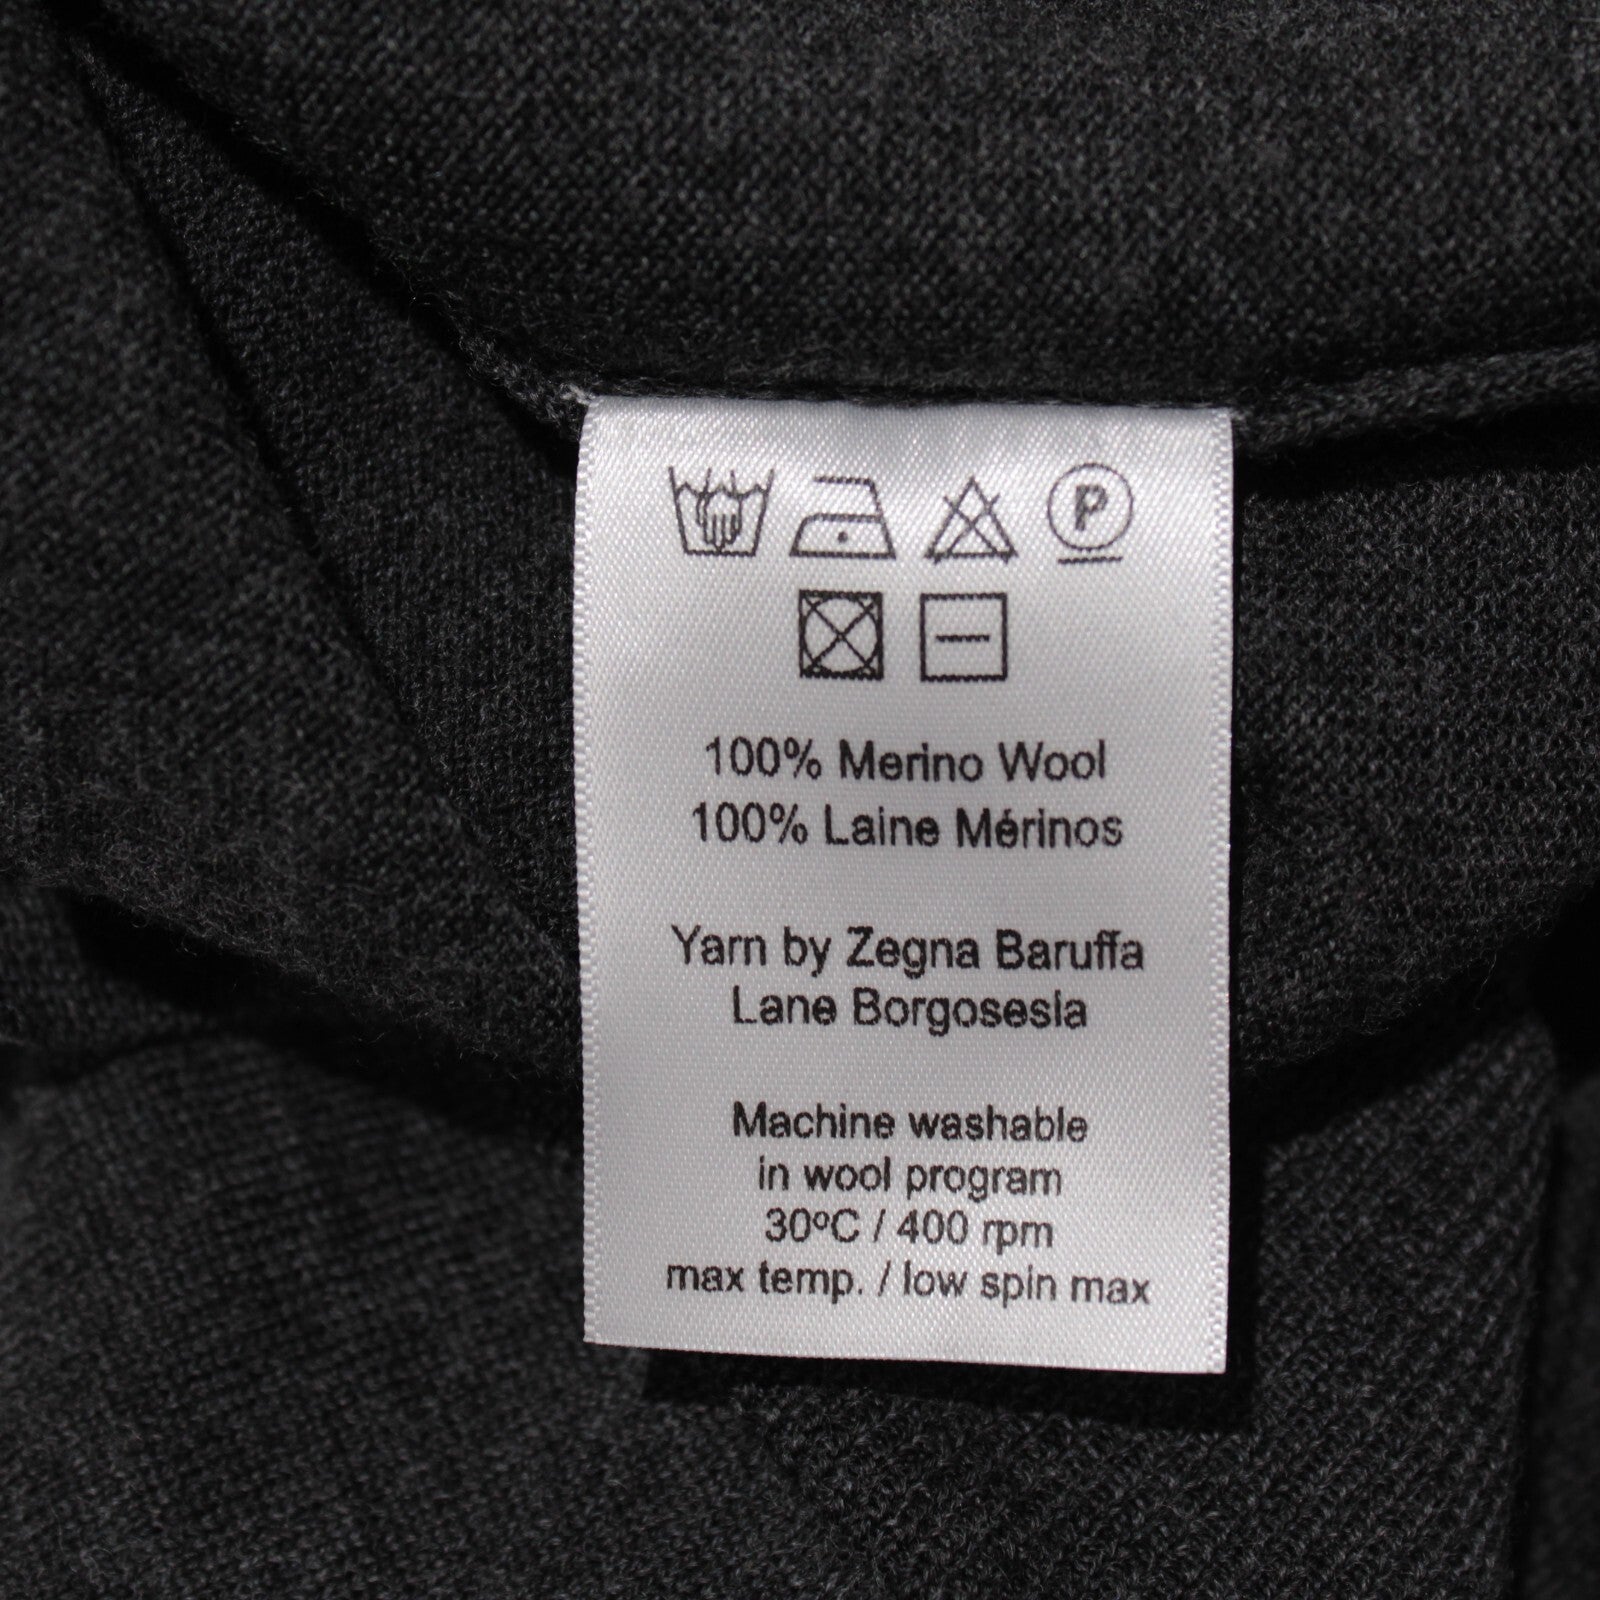 P
100% Merino Wool
100% Laine Mérinos
Yarn by Zegna Baruffa
Lane Borgosesia
Machine washable
in wool program
30ºC / 400 rpm
max temp. / low spin max